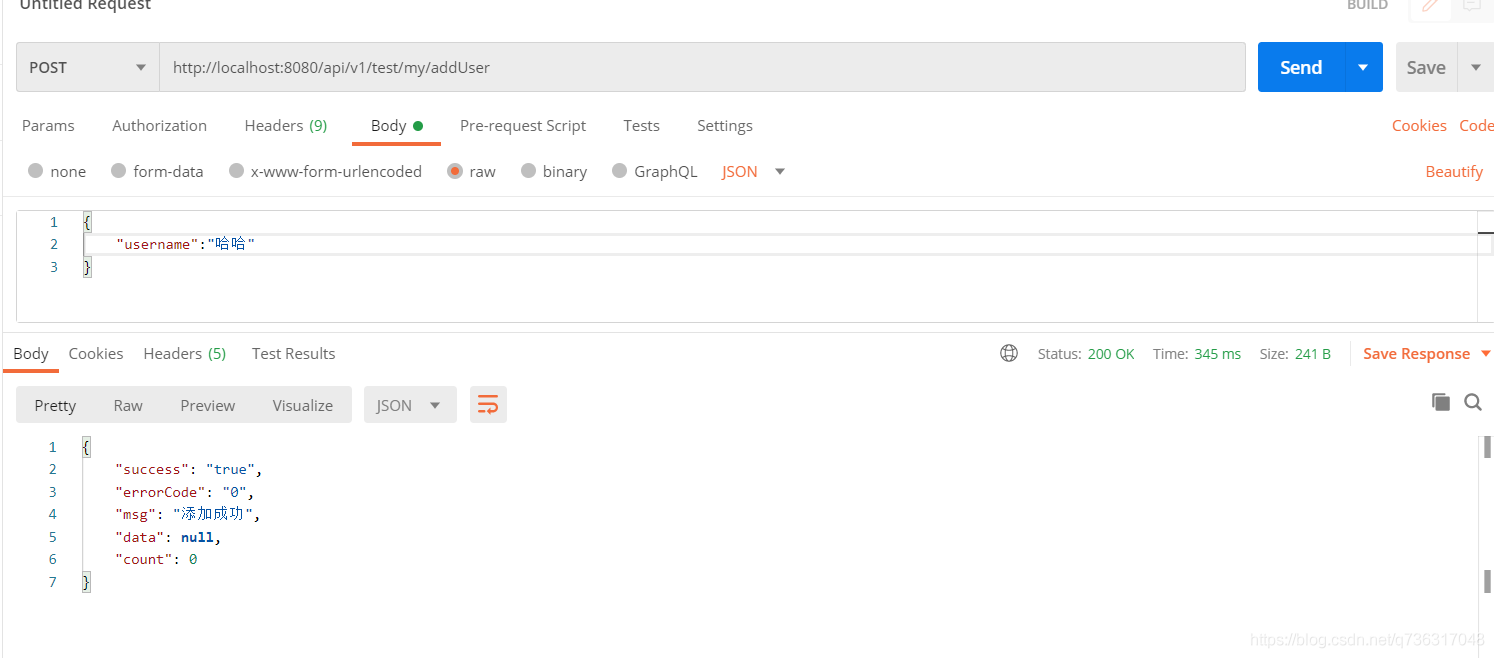 Untitled Request BUILD
POST http://localhost:8080/api/v1/test/my/addUser Send Save
Params Authorization Headers (9) Body Pre-request Script Tests Settings Cookies Code
none form-data x-www-form-urlencoded raw binary GraphQL JSON Beautify
1 {
2 "username":"哈哈"
3 }
Body Cookies Headers (5) Test Results Status: 200 OK Time: 345 ms Size: 241 B Save Response
Pretty Raw Preview Visualize JSON
1 {
2 "success": "true",
3 "errorCode": "0",
4 "msg": "添加成功",
5 "data": null,
6 "count": 0
7 }
https://blog.csdn.net/q736317048